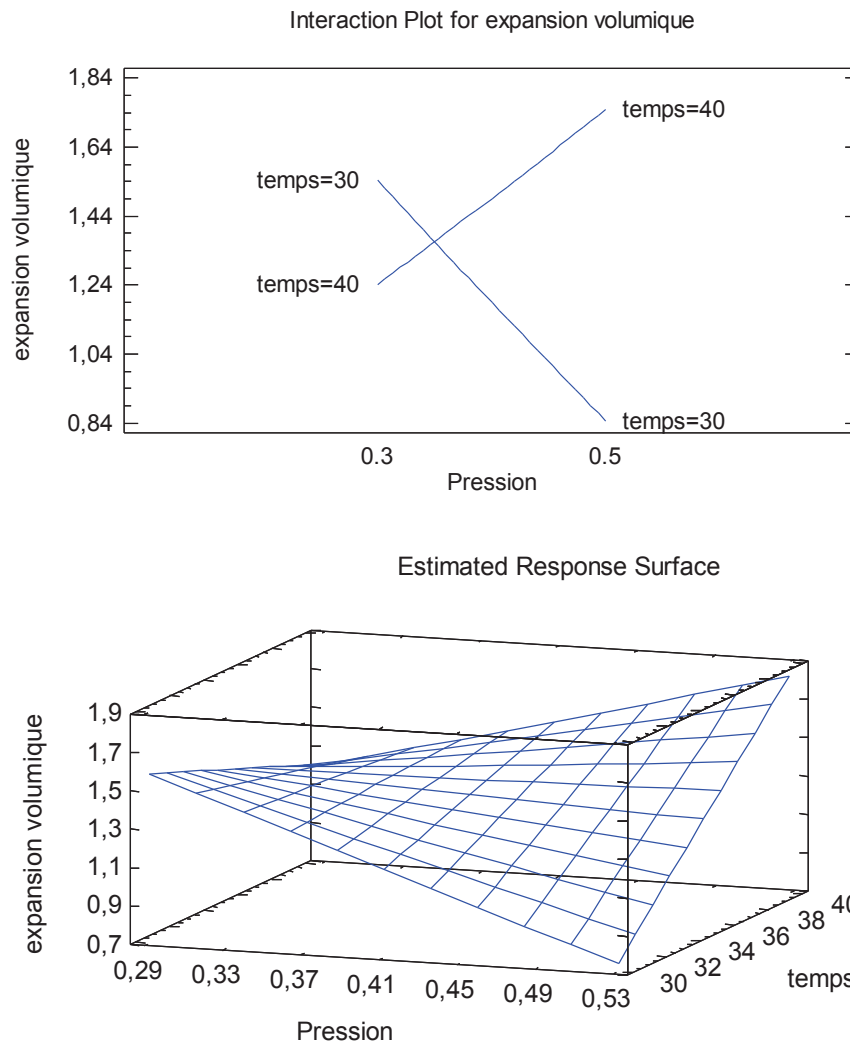 Interaction Plot for expansion volumique
expansion volumique
1,84
1,64
1,44
1,24
1,04
0,84
temps=40
temps=30
temps=40
temps=30
0.3
0.5
Pression
Estimated Response Surface
expansion volumique
1,9
1,7
1,5
1,3
1,1
0,9
0,7
0,29
0,33
0,37
0,41
0,45
0,49
0,53
Pression
30
32
34
36
38
40
temps